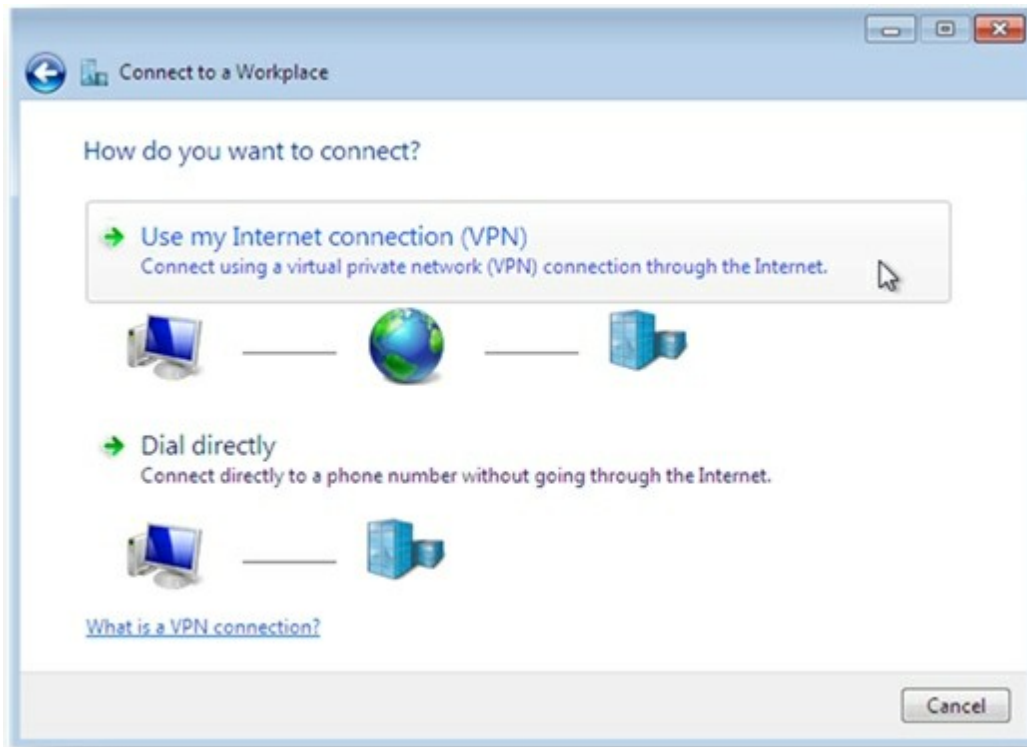 Connect to a Workplace
How do you want to connect?
Use my Internet connection (VPN)
Connect using a virtual private network (VPN) connection through the Internet.
Dial directly
Connect directly to a phone number without going through the Internet.
What is a VPN connection?
Cancel